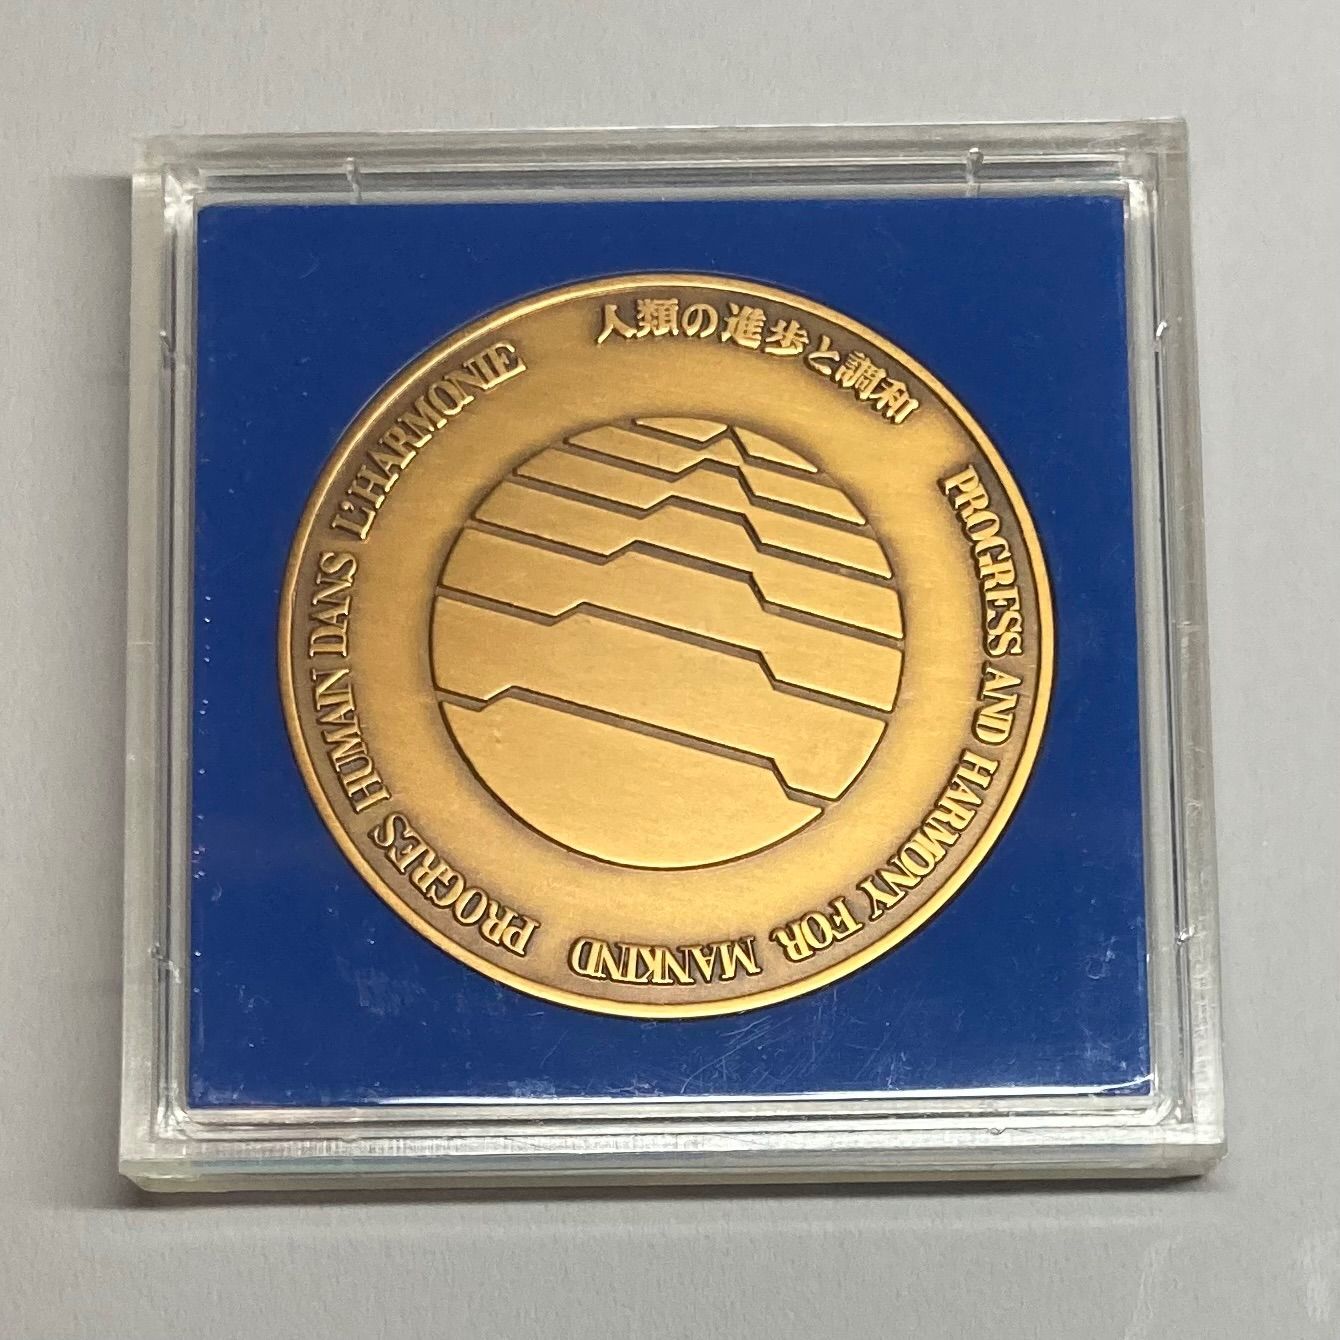 人類の進歩と調和
PROGRESS AND HARMONY FOR MANKIND
PROGRES HUMAIN DANS L'HARMONIE